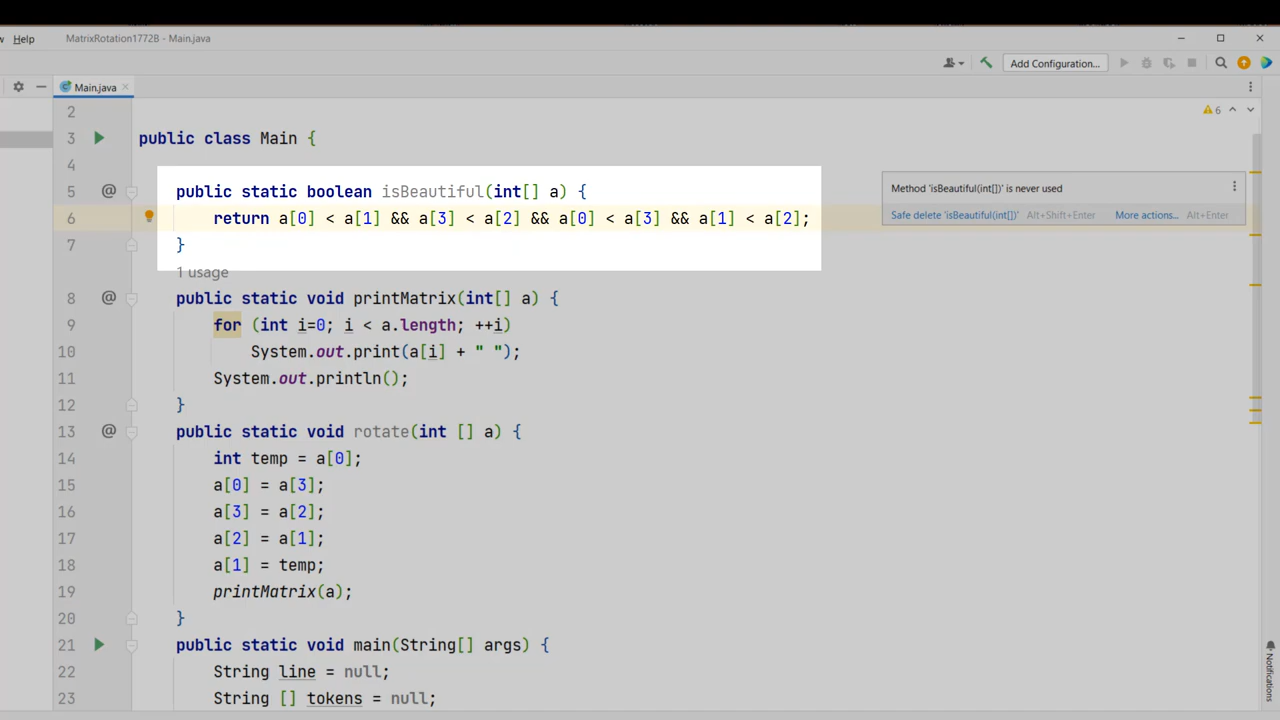 Help
MatrixRotation1772B - Main.java
Add Configuration...
Main.java
6
2
3 public class Main {
4
5 @ public static boolean isBeautiful(int[] a) {
6 return a[0] < a[1] && a[3] < a[2] && a[0] < a[3] && a[1] < a[2];
7 }
1 usage
8 @ public static void printMatrix(int[] a) {
9 for (int i=0; i < a.length; ++i)
10 System.out.print(a[i] + " ");
11 System.out.println();
12 }
13 @ public static void rotate(int [] a) {
14 int temp = a[0];
15 a[0] = a[3];
16 a[3] = a[2];
17 a[2] = a[1];
18 a[1] = temp;
19 printMatrix(a);
20 }
21 public static void main(String[] args) {
22 String line = null;
23 String [] tokens = null;
Method 'isBeautiful(int[])' is never used
Safe delete 'isBeautiful(int[])' Alt+Shift+Enter More actions... Alt+Enter
Notifications